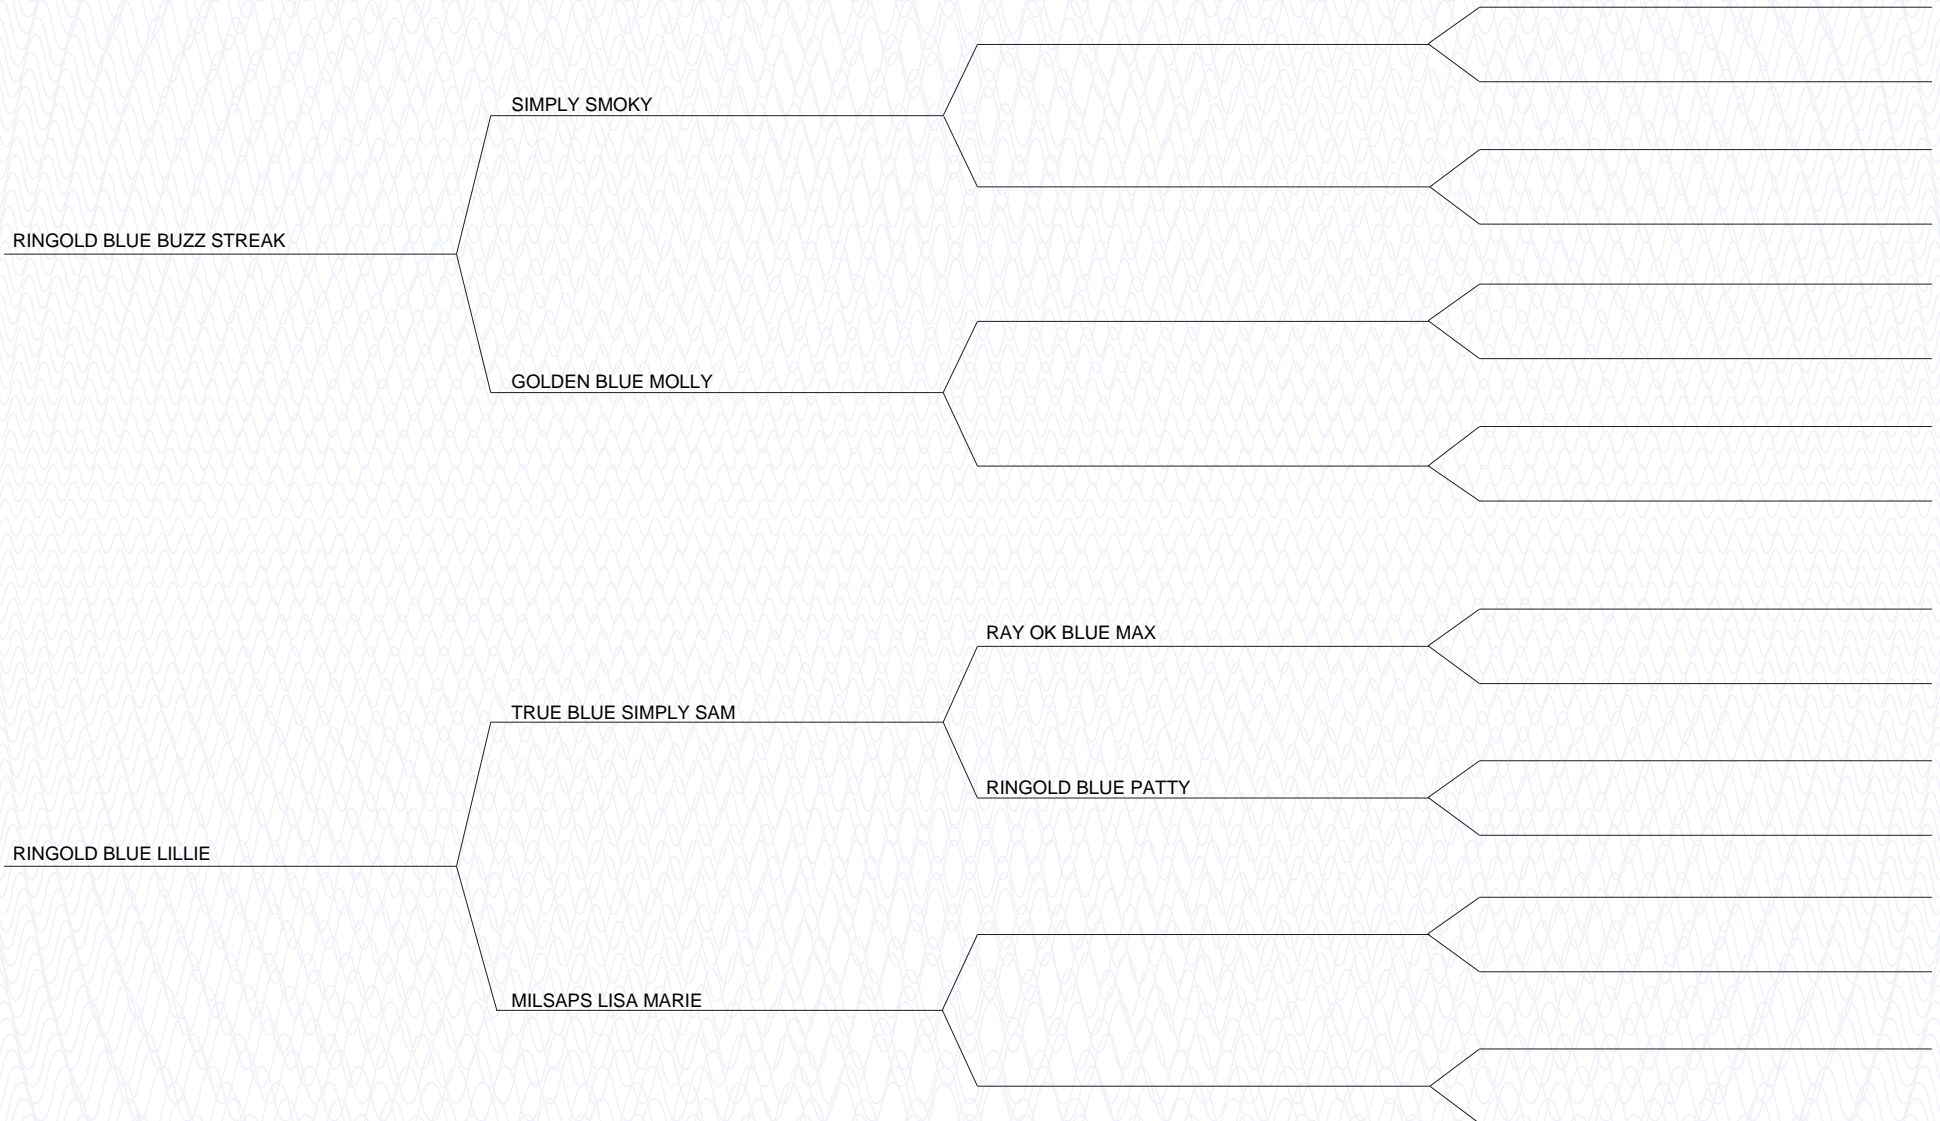 SIMPLY SMOKY
RINGOLD BLUE BUZZ STREAK
GOLDEN BLUE MOLLY
RAY OK BLUE MAX
TRUE BLUE SIMPLY SAM
RINGOLD BLUE PATTY
RINGOLD BLUE LILLIE
MILSAPS LISA MARIE